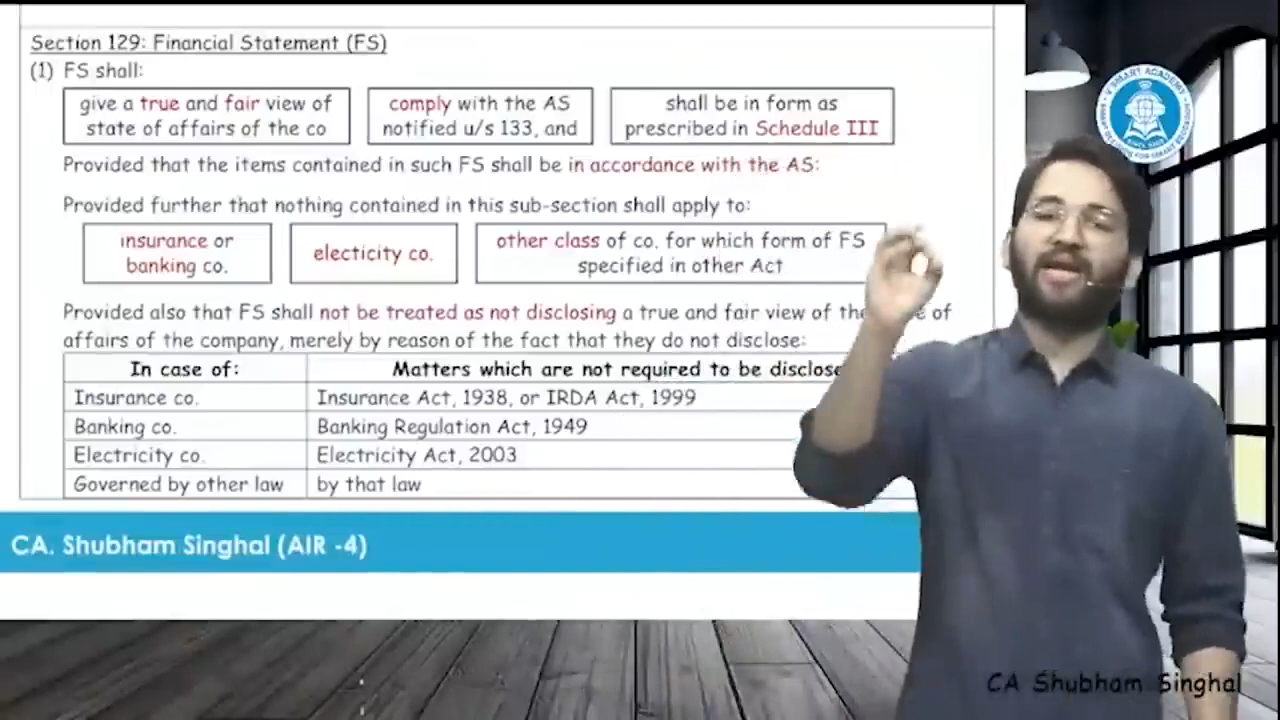 Section 129: Financial Statement (FS)
(1) FS shall:
give a true and fair view of
state of affairs of the co
comply with the AS
notified u/s 133, and
shall be in form as
prescribed in Schedule III
Provided that the items contained in such FS shall be in accordance with the AS:
Provided further that nothing contained in this sub-section shall apply to:
insurance or
banking co.
electicity co.
other class of co. for which form of FS
specified in other Act
Provided also that FS shall not be treated as not disclosing a true and fair view of the of
affairs of the company, merely by reason of the fact that they do not disclose:
In case of:
Matters which are not required to be disclose
Insurance co.
Insurance Act, 1938, or IRDA Act, 1999
Banking co.
Banking Regulation Act, 1949
Electricity co.
Electricity Act, 2003
Governed by other law
by that law
CA. Shubham Singhal (AIR -4)
V SMART ACADEMY
CA Shubham Singhal